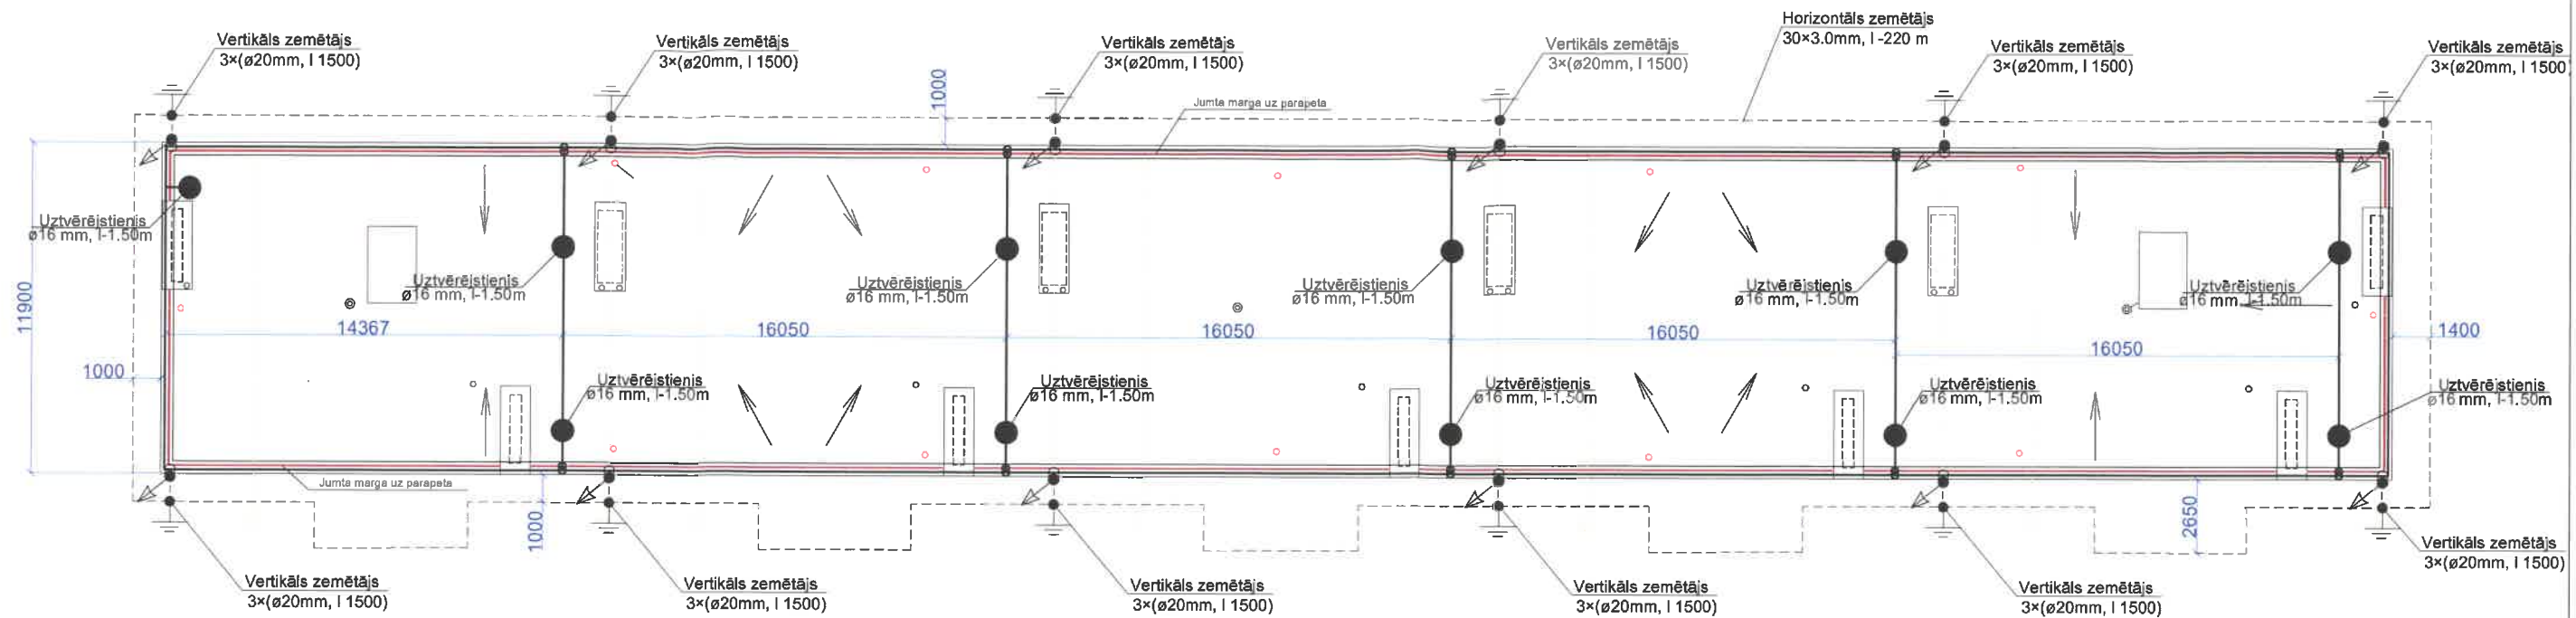 Horizontāls zemētājs
30×3.0mm, l -220 m
Vertikāls zemētājs
3×(ø20mm, l 1500)
Vertikāls zemētājs
3×(ø20mm, l 1500)
Vertikāls zemētājs
3×(ø20mm, l 1500)
Vertikāls zemētājs
3×(ø20mm, l 1500)
Vertikāls zemētājs
3×(ø20mm, l 1500)
Vertikāls zemētājs
3×(ø20mm, l 1500)
1000
Jumta marga uz parapeta
Uztvērējstienis
ø16 mm, l-1.50m
Uztvērējstienis
ø16 mm, l-1.50m
Uztvērējstienis
ø16 mm, l-1.50m
Uztvērējstienis
ø16 mm, l-1.50m
Uztvērējstienis
ø16 mm, l-1.50m
Uztvērējstienis
ø16 mm, l-1.50m
11900
14367
16050
16050
16050
16050
1400
1000
Uztvērējstienis
ø16 mm, l-1.50m
Uztvērējstienis
ø16 mm, l-1.50m
Uztvērējstienis
ø16 mm, l-1.50m
Uztvērējstienis
ø16 mm, l-1.50m
Uztvērējstienis
ø16 mm, l-1.50m
Jumta marga uz parapeta
1000
2650
Vertikāls zemētājs
3×(ø20mm, l 1500)
Vertikāls zemētājs
3×(ø20mm, l 1500)
Vertikāls zemētājs
3×(ø20mm, l 1500)
Vertikāls zemētājs
3×(ø20mm, l 1500)
Vertikāls zemētājs
3×(ø20mm, l 1500)
Vertikāls zemētājs
3×(ø20mm, l 1500)